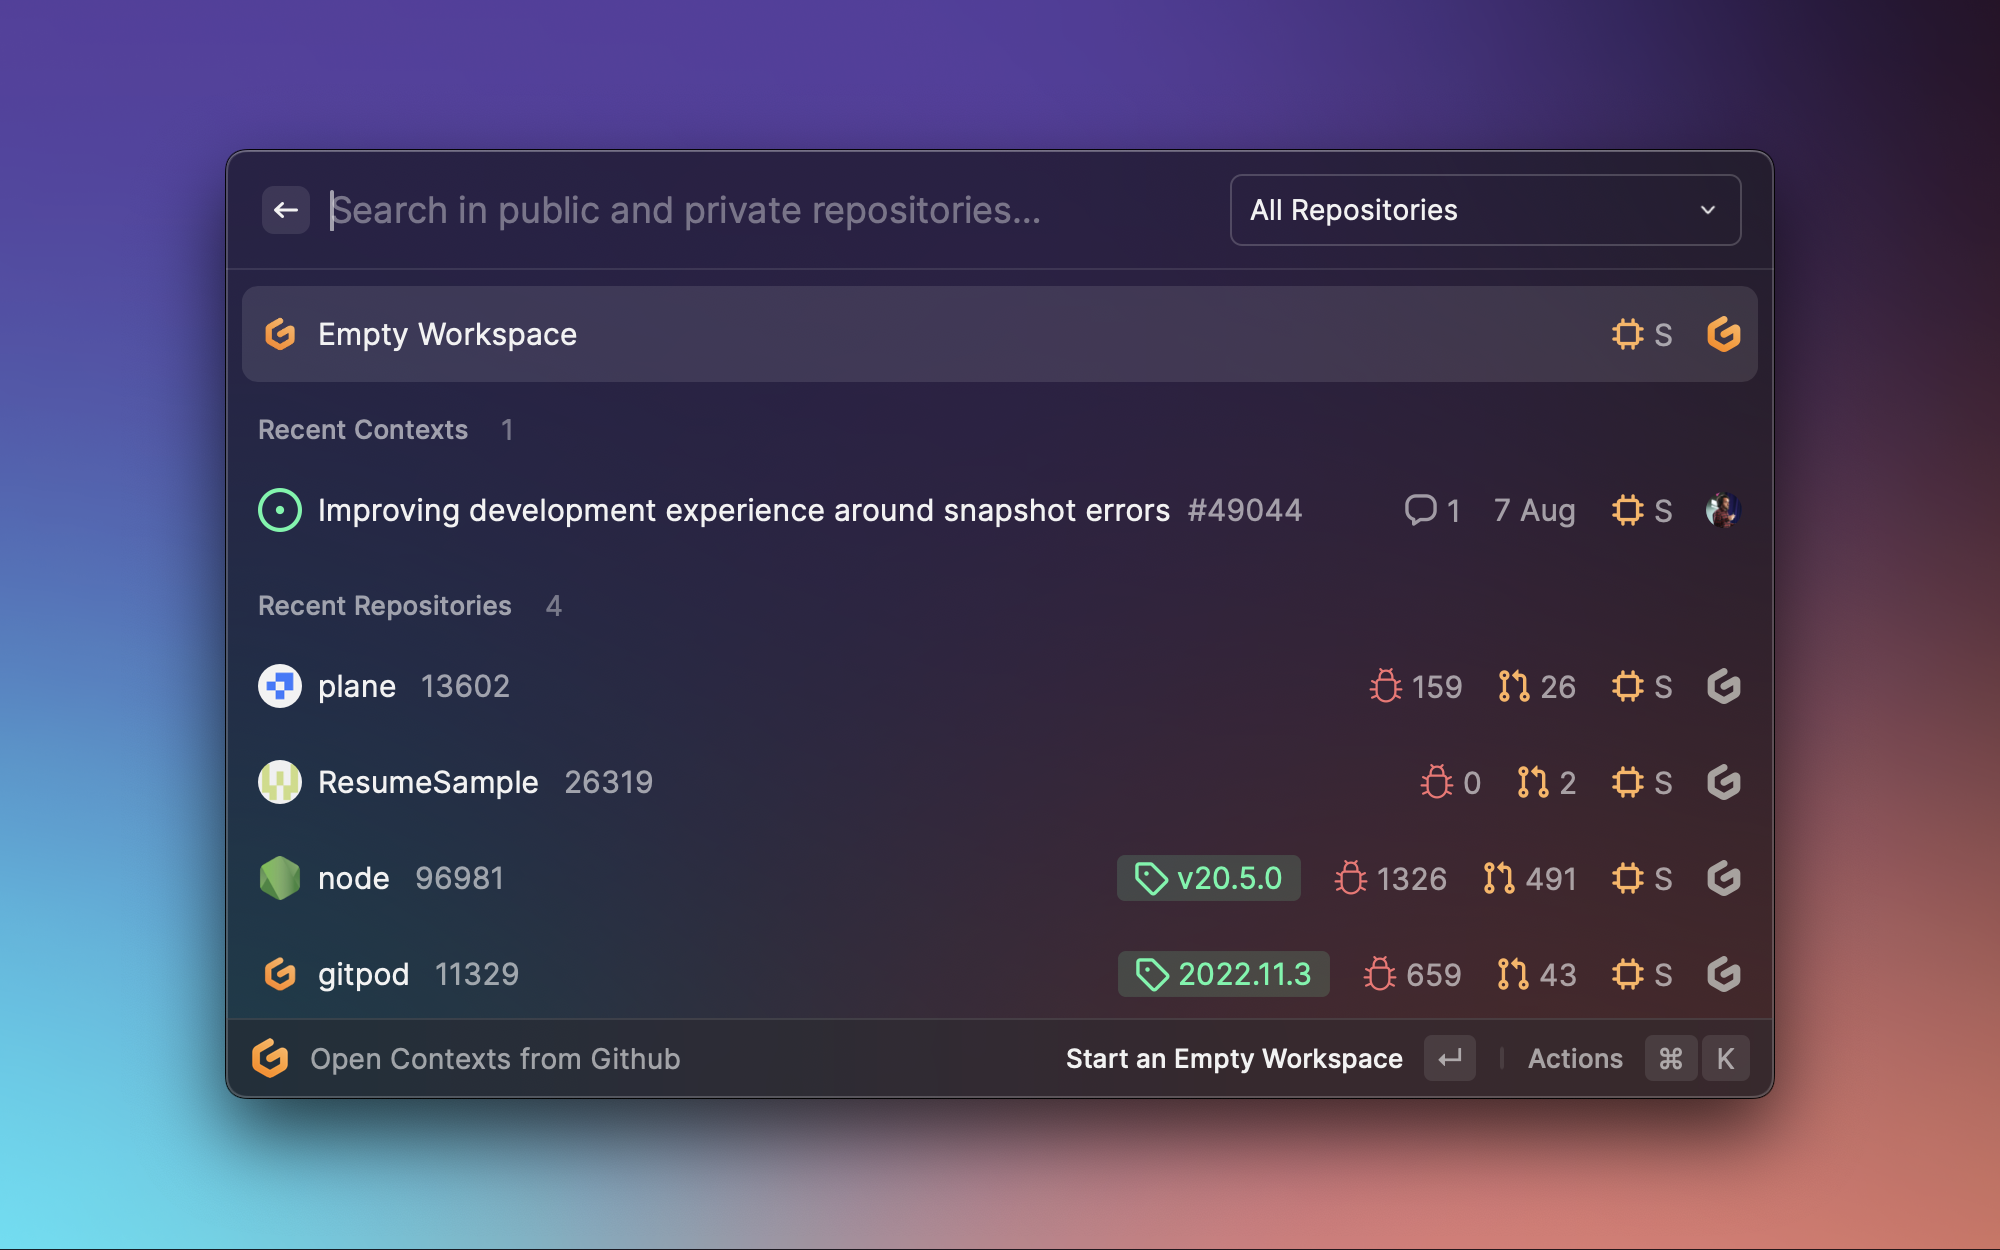 Search in public and private repositories...
All Repositories
Empty Workspace S
Recent Contexts 1
Improving development experience around snapshot errors #49044 1 7 Aug S
Recent Repositories 4
plane 13602 159 26 S
ResumeSample 26319 0 2 S
node 96981 v20.5.0 1326 491 S
gitpod 11329 2022.11.3 659 43 S
Open Contexts from Github Start an Empty Workspace ↵ Actions ⌘ K